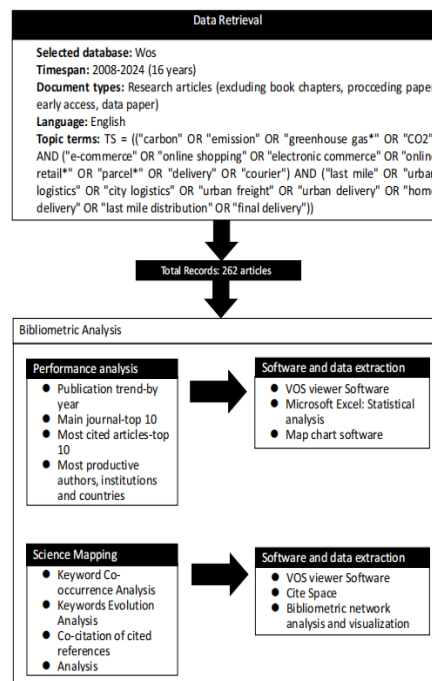 Data Retrieval
Selected database: Wos
Timespan: 2008-2024 (16 years)
Document types: Research articles (excluding book chapters, procceding paper
early access, data paper)
Language: English
Topic terms: TS = (("carbon" OR "emission" OR "greenhouse gas*" OR "CO2"
AND ("e-commerce" OR "online shopping" OR "electronic commerce" OR "online
retail*" OR "parcel*" OR "delivery" OR "courier") AND ("last mile" OR "urban
logistics" OR "city logistics" OR "urban freight" OR "urban delivery" OR "home
delivery" OR "last mile distribution" OR "final delivery"))
Total Records: 262 articles
Bibliometric Analysis
Performance analysis
● Publication trend-by
year
● Main journal-top 10
● Most cited articles-top
10
● Most productive
authors, institutions
and countries
Software and data extraction
● VOS viewer Software
● Microsoft Excel: Statistical
analysis
● Map chart software
Science Mapping
● Keyword Co-
occurrence Analysis
● Keywords Evolution
Analysis
● Co-citation of cited
references
● Analysis
Software and data extraction
● VOS viewer Software
● Cite Space
● Bibliometric network
analysis and visualization